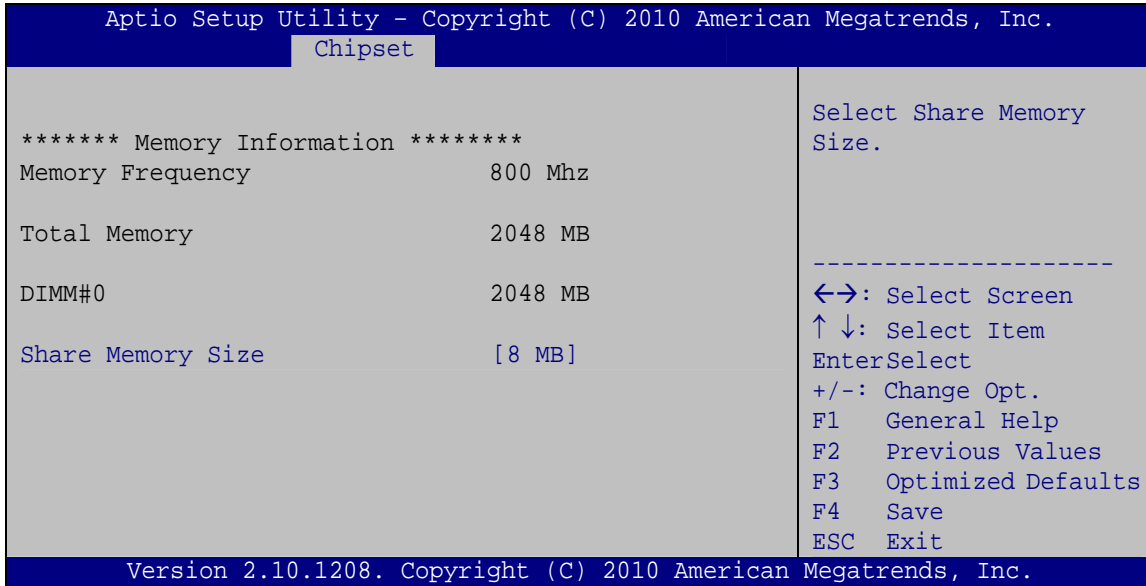 Aptio Setup Utility – Copyright (C) 2010 American Megatrends, Inc.
Chipset
******* Memory Information ********
Memory Frequency 800 Mhz
Total Memory 2048 MB
DIMM#0 2048 MB
Share Memory Size [8 MB]
Select Share Memory
Size.
---------------------
←→: Select Screen
↑ ↓: Select Item
EnterSelect
+/-: Change Opt.
F1 General Help
F2 Previous Values
F3 Optimized Defaults
F4 Save
ESC Exit
Version 2.10.1208. Copyright (C) 2010 American Megatrends, Inc.